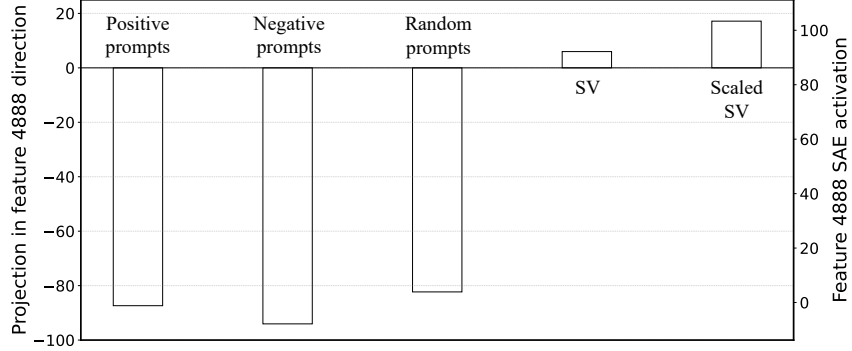 Projection in feature 4888 direction
20
0
−20
−40
−60
−80
−100
Positive
prompts
Negative
prompts
Random
prompts
SV
Scaled
SV
100
80
60
40
20
0
Feature 4888 SAE activation